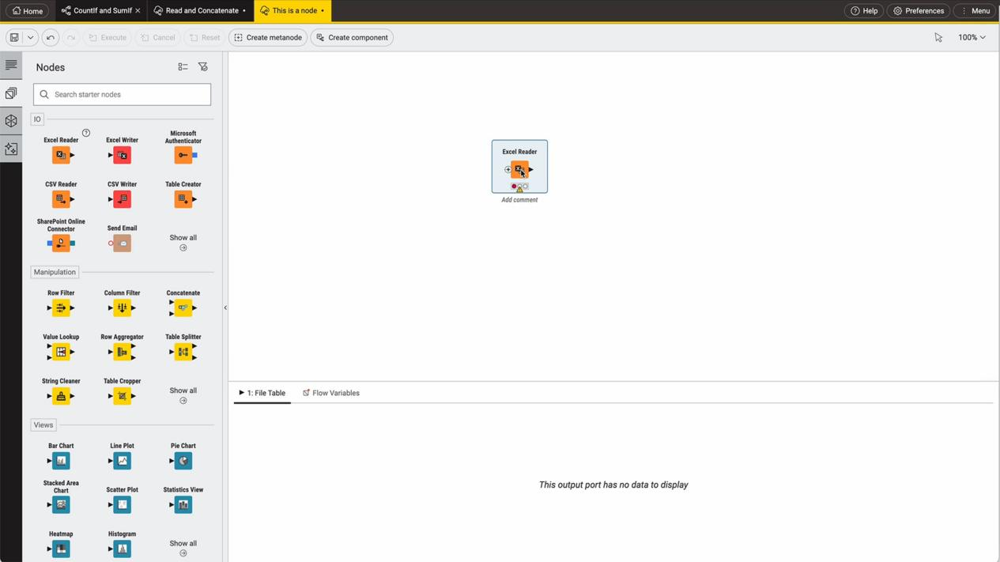 Home
CountIf and SumIf
Read and Concatenate
This is a node
Help
Preferences
Menu
Execute
Cancel
Reset
Create metanode
Create component
100%
Nodes
Search starter nodes
IO
Excel Reader
Excel Writer
Microsoft
Authenticator
CSV Reader
CSV Writer
Table Creator
SharePoint Online
Connector
Send Email
Show all
Manipulation
Row Filter
Column Filter
Concatenate
Value Lookup
Row Aggregator
Table Splitter
String Cleaner
Table Cropper
Show all
Views
Bar Chart
Line Plot
Pie Chart
Stacked Area
Chart
Scatter Plot
Statistics View
Heatmap
Histogram
Show all
Excel Reader
Add comment
1: File Table
Flow Variables
This output port has no data to display